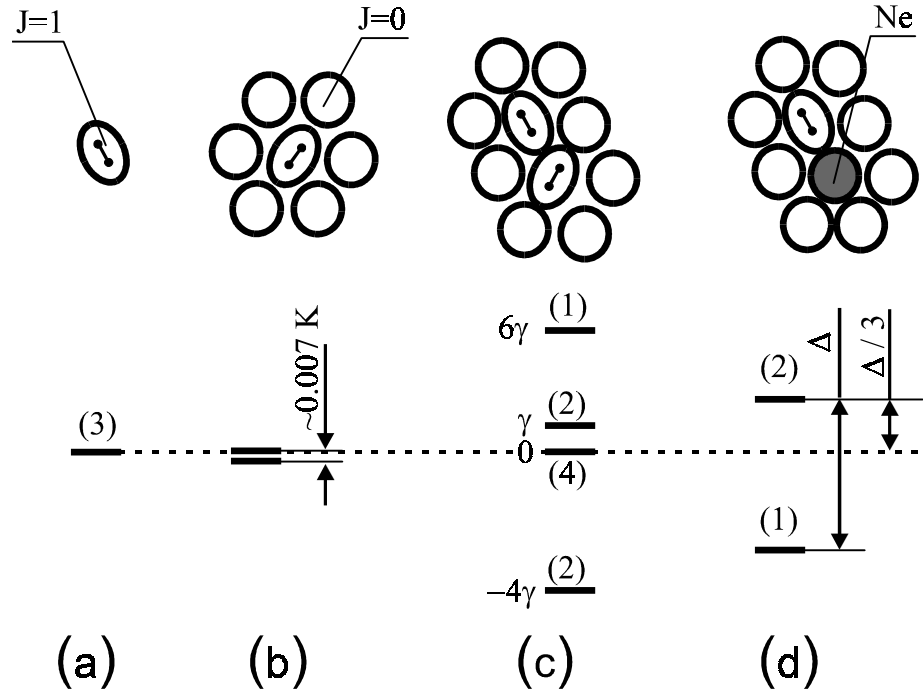 J=1
J=0
Ne
(3)
~0.007 K
(1)
6γ
(2)
γ
0
(4)
(2)
−4γ
Δ
Δ / 3
(2)
(1)
(a)
(b)
(c)
(d)